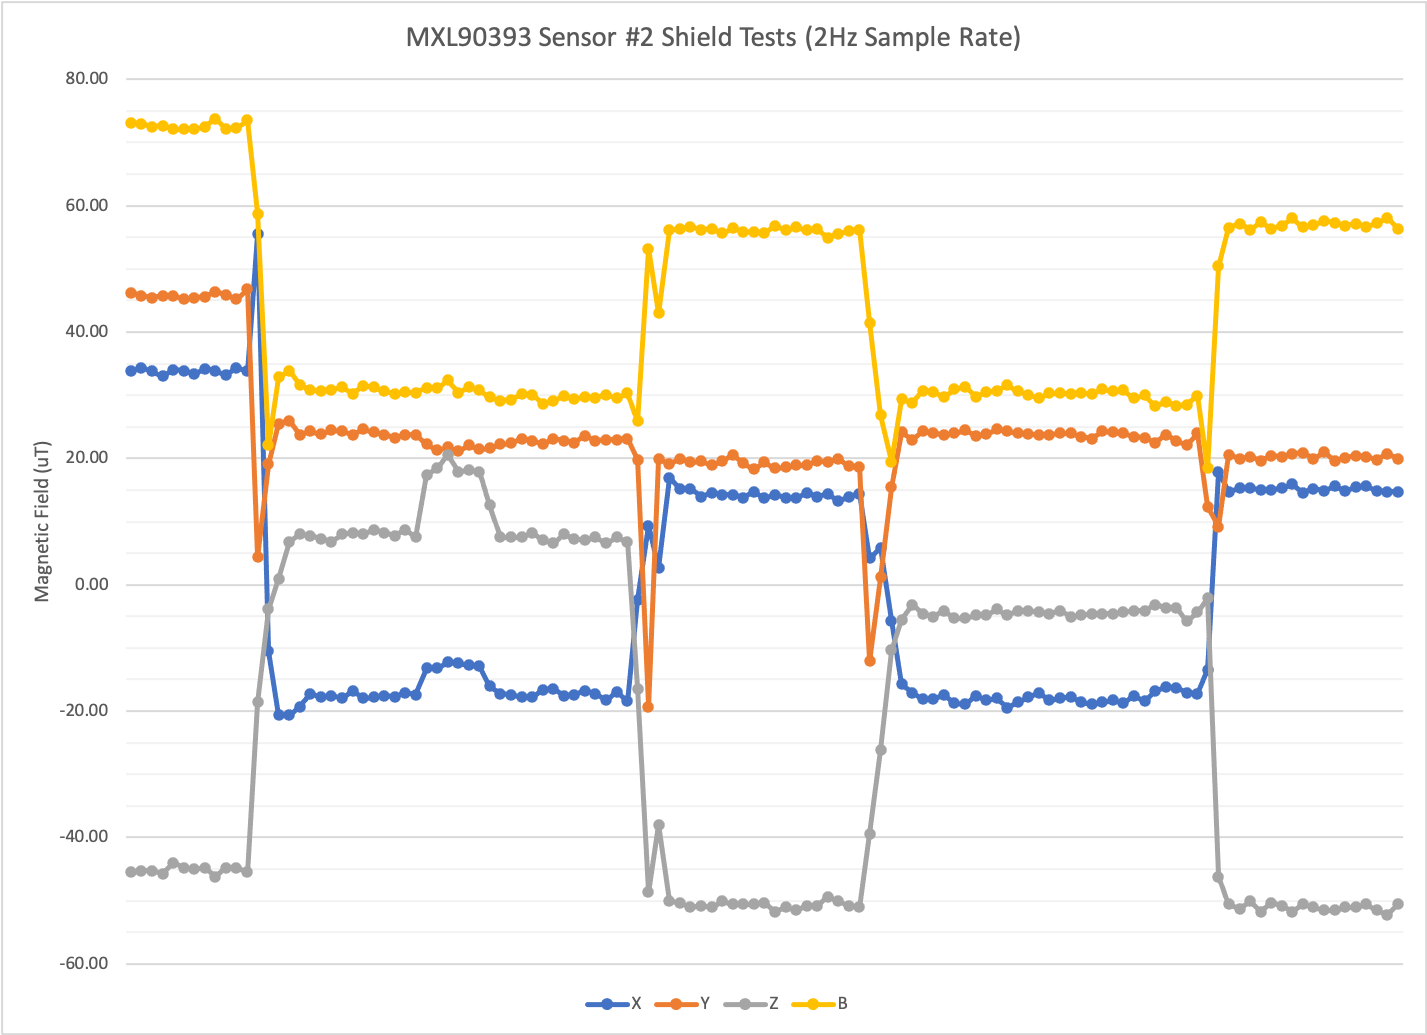 MXL90393 Sensor #2 Shield Tests (2Hz Sample Rate)
80.00
60.00
40.00
20.00
0.00
-20.00
-40.00
-60.00
Magnetic Field (uT)
X Y Z B